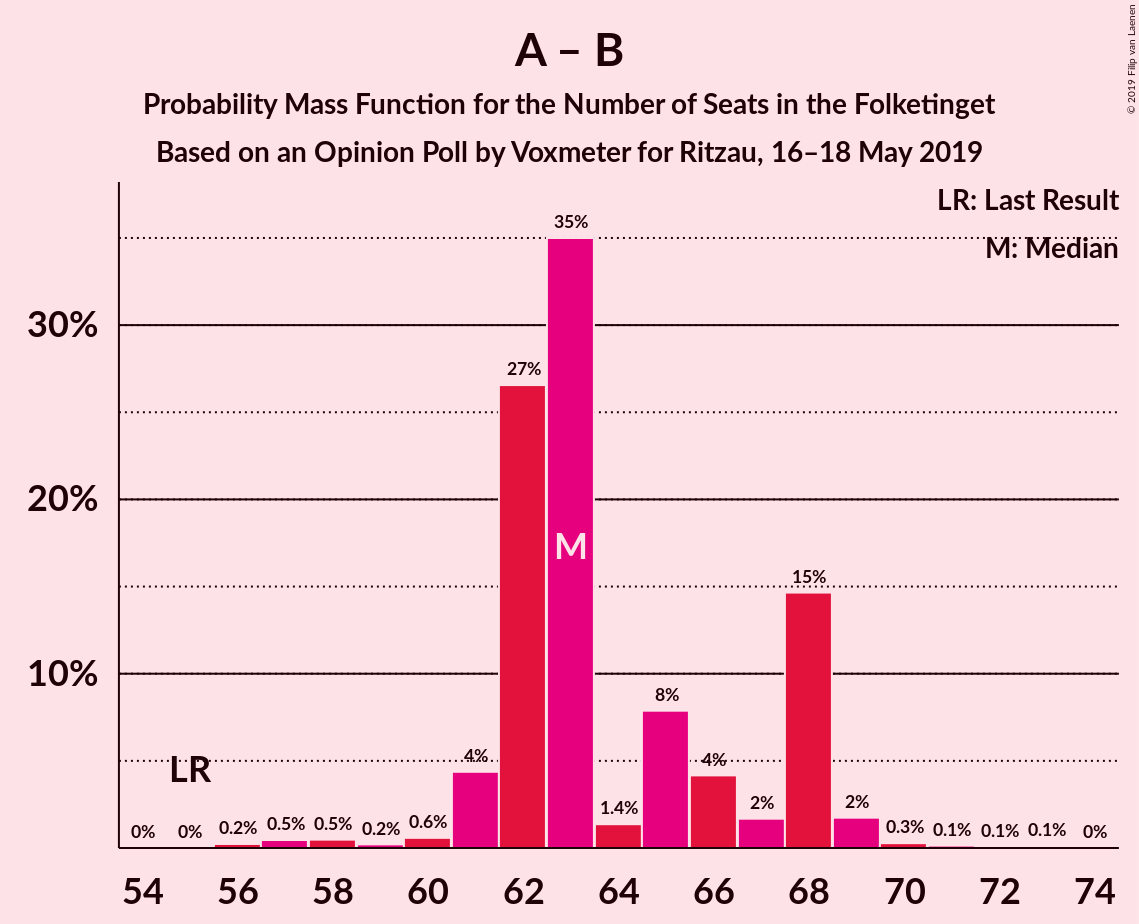 A – B
Probability Mass Function for the Number of Seats in the Folketinget
Based on an Opinion Poll by Voxmeter for Ritzau, 16–18 May 2019
© 2019 Filip van Laenen
LR: Last Result
M: Median
30%
20%
10%
0%
0%
0.2%
0.5%
0.5%
0.2%
0.6%
4%
27%
35%
1.4%
8%
4%
2%
15%
2%
0.3%
0.1%
0.1%
0.1%
0%
LR
M
54 56 58 60 62 64 66 68 70 72 74